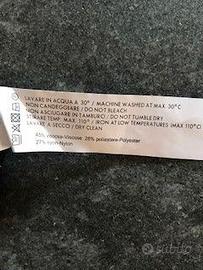 LAVARE IN ACQUA A 30° / MACHINE WASHED AT MAX 30°C
NON CANDEGGIARE / DO NOT BLEACH
NON ASCIUGARE IN TAMBURO / DO NOT TUMBLE DRY
STIRARE TEMP. MAX. 110° / IRON AT LOW TEMPERATURES (MAX 110°C)
LAVARE A SECCO / DRY CLEAN
45% viscosa-Viscose 28% poliestere-Polyester
27% nylon-Nylon
subito